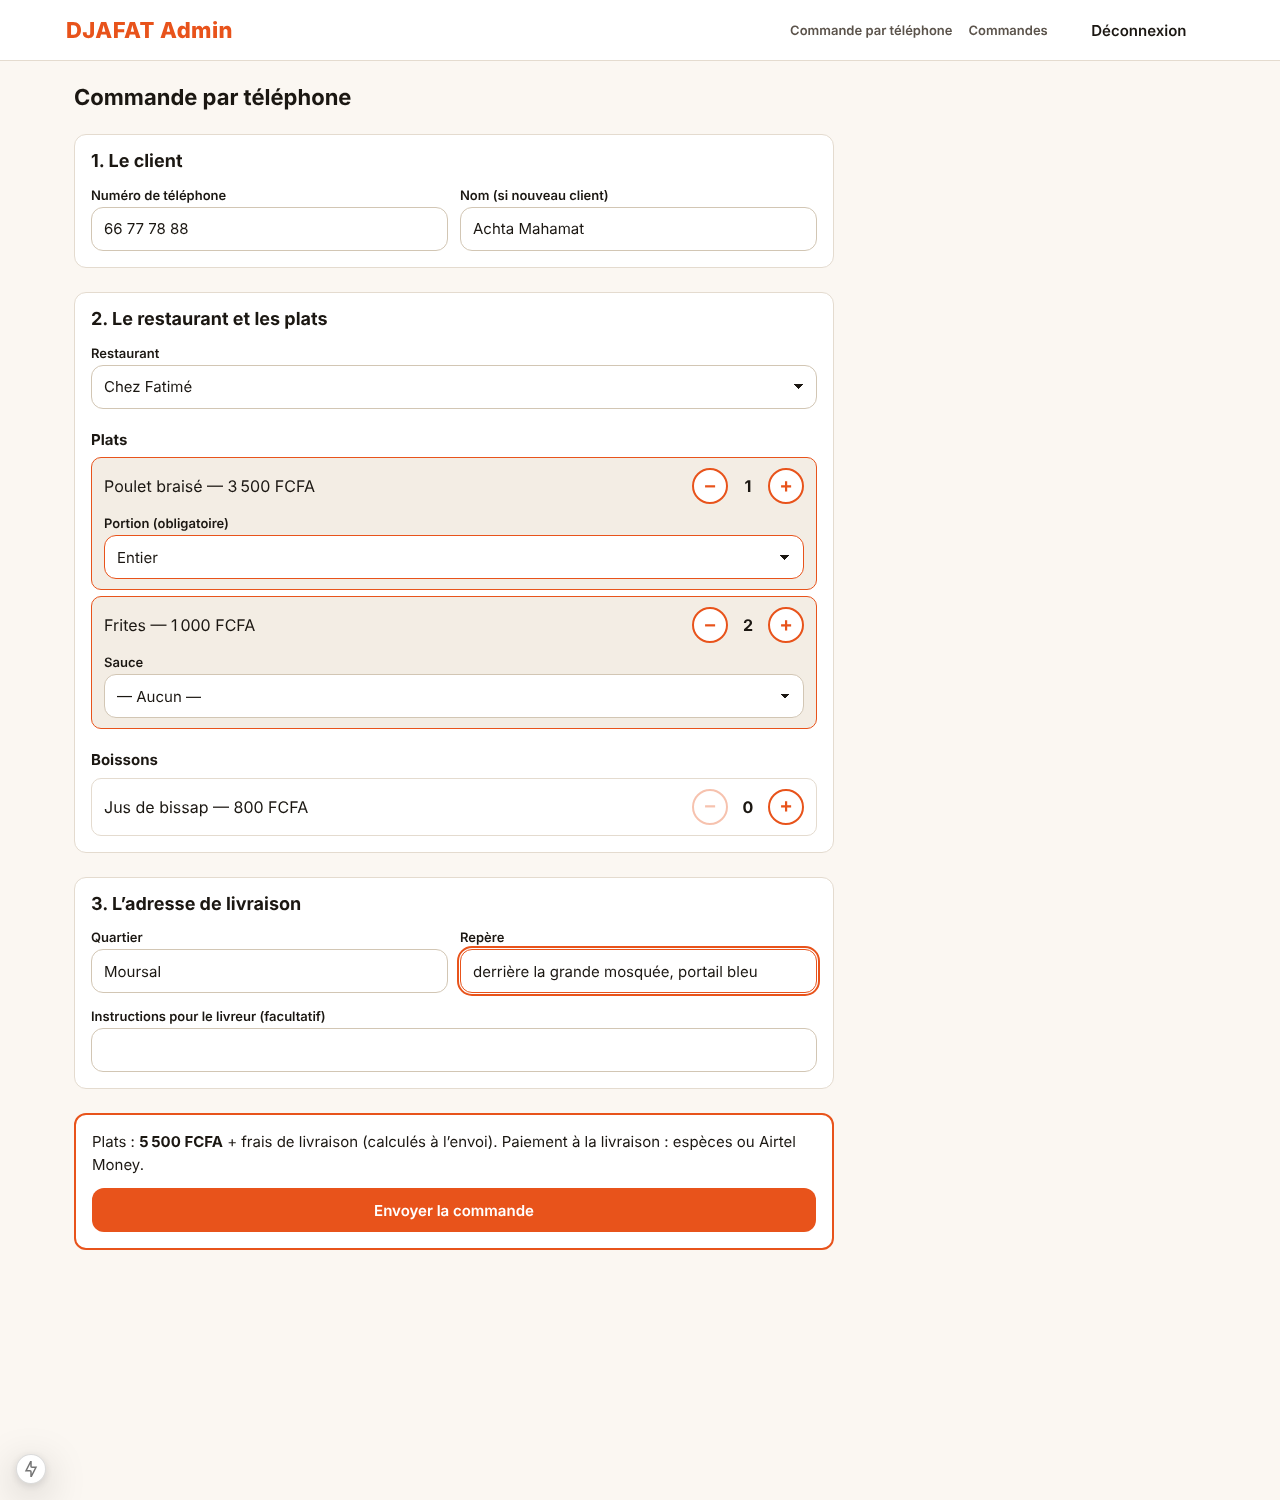 DJAFAT Admin
Commande par téléphone
Commandes
Déconnexion
Commande par téléphone
1. Le client
Numéro de téléphone
Nom (si nouveau client)
66 77 78 88
Achta Mahamat
2. Le restaurant et les plats
Restaurant
Chez Fatimé
Plats
Poulet braisé — 3 500 FCFA
− 1 +
Portion (obligatoire)
Entier
Frites — 1 000 FCFA
− 2 +
Sauce
— Aucun —
Boissons
Jus de bissap — 800 FCFA
− 0 +
3. L’adresse de livraison
Quartier
Repère
Moursal
derrière la grande mosquée, portail bleu
Instructions pour le livreur (facultatif)
Plats : 5 500 FCFA + frais de livraison (calculés à l’envoi). Paiement à la livraison : espèces ou Airtel
Money.
Envoyer la commande